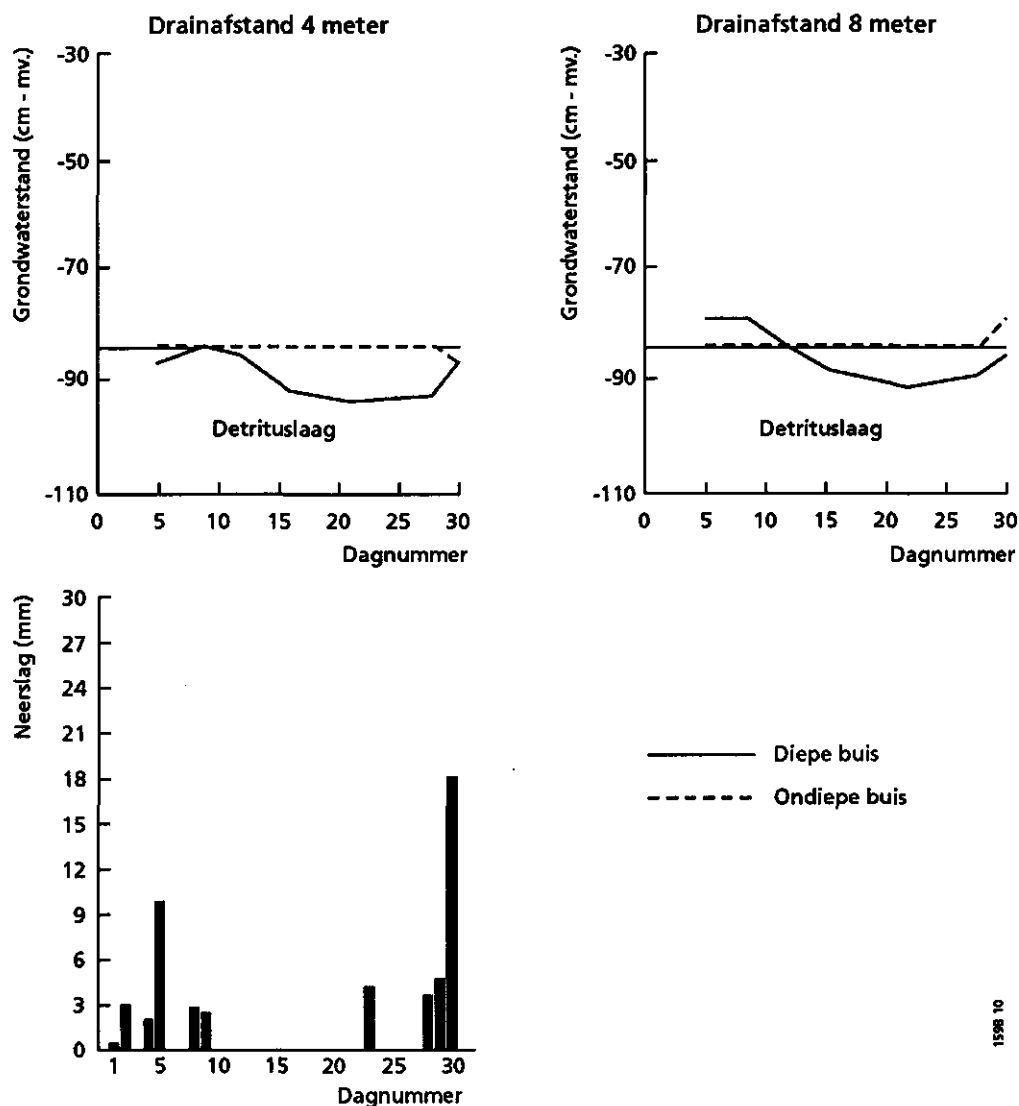 Drainafstand 4 meter
Grondwaterstand (cm - mv.)
-30
-50
-70
-90
-110
Detrituslaag
0 5 10 15 20 25 30
Dagnummer
Drainafstand 8 meter
Grondwaterstand (cm - mv.)
-30
-50
-70
-90
-110
Detrituslaag
0 5 10 15 20 25 30
Dagnummer
Neerslag (mm)
30
27
24
21
18
15
12
9
6
3
0
1 5 10 15 20 25 30
Dagnummer
Diepe buis
Ondiepe buis
1598 10